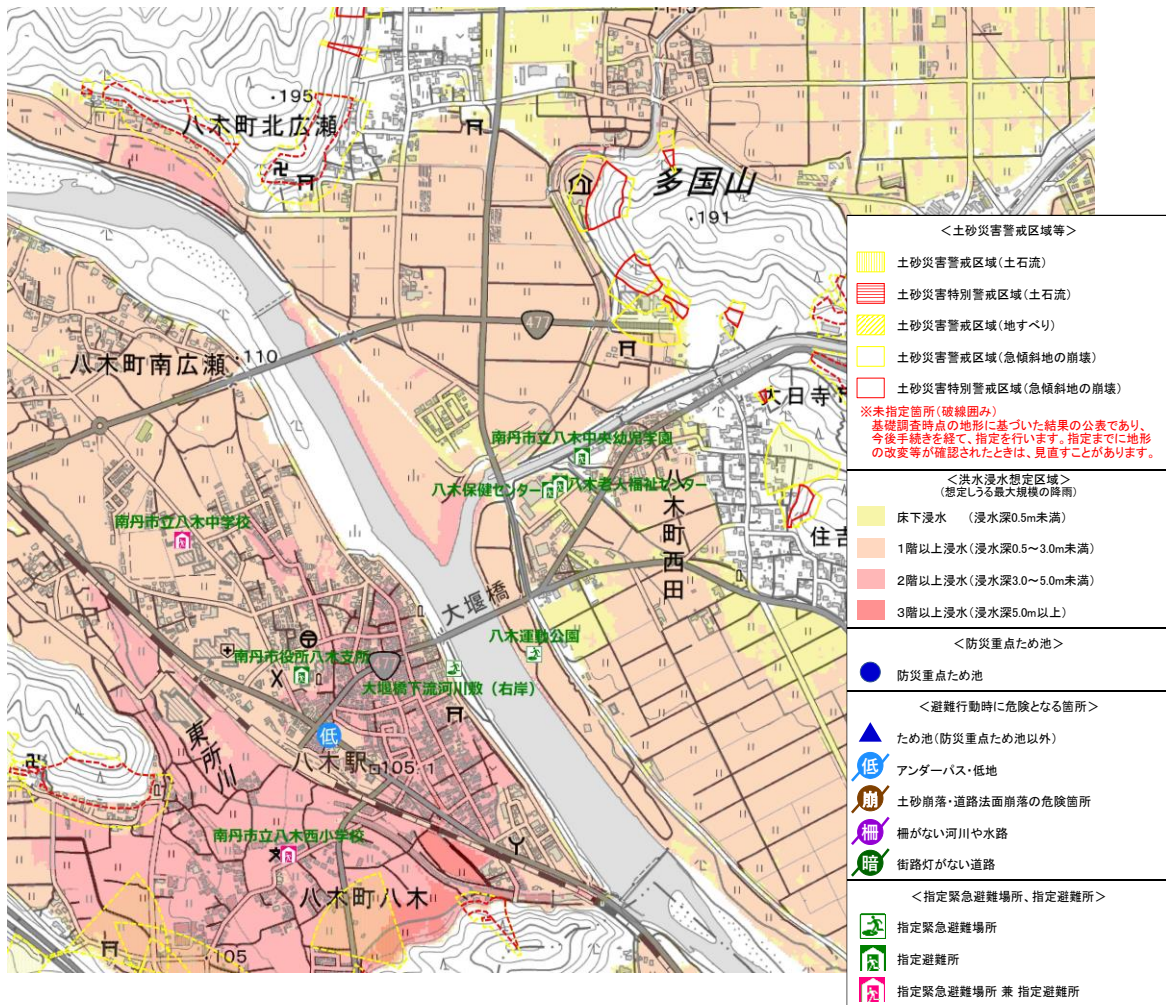 ・195
八木町北広瀬
多国山
・191
477
八木町南広瀬
・110
大日寺
南丹市立八木中央幼児学園
八木保健センター
八木老人福祉センター
南丹市立八木中学校
八木町西田
住吉
大堰橋
八木運動公園
南丹市役所八木支所
477
大堰橋下流河川敷（右岸）
低
東所川
八木駅
105.1
南丹市立八木西小学校
八木町八木
・105
＜土砂災害警戒区域等＞
土砂災害警戒区域(土石流)
土砂災害特別警戒区域(土石流)
土砂災害警戒区域(地すべり)
土砂災害警戒区域(急傾斜地の崩壊)
土砂災害特別警戒区域(急傾斜地の崩壊)
※未指定箇所(破線囲み)
基礎調査時点の地形に基づいた結果の公表であり、
今後手続きを経て、指定を行います。指定までに地形
の改変等が確認されたときは、見直すことがあります。
＜洪水浸水想定区域＞
(想定しうる最大規模の降雨)
床下浸水　(浸水深0.5m未満)
1階以上浸水(浸水深0.5～3.0m未満)
2階以上浸水(浸水深3.0～5.0m未満)
3階以上浸水(浸水深5.0m以上)
＜防災重点ため池＞
防災重点ため池
＜避難行動時に危険となる箇所＞
ため池(防災重点ため池以外)
低 アンダーパス・低地
崩 土砂崩落・道路法面崩落の危険箇所
柵 柵がない河川や水路
暗 街路灯がない道路
＜指定緊急避難場所、指定避難所＞
指定緊急避難場所
指定避難所
指定緊急避難場所 兼 指定避難所